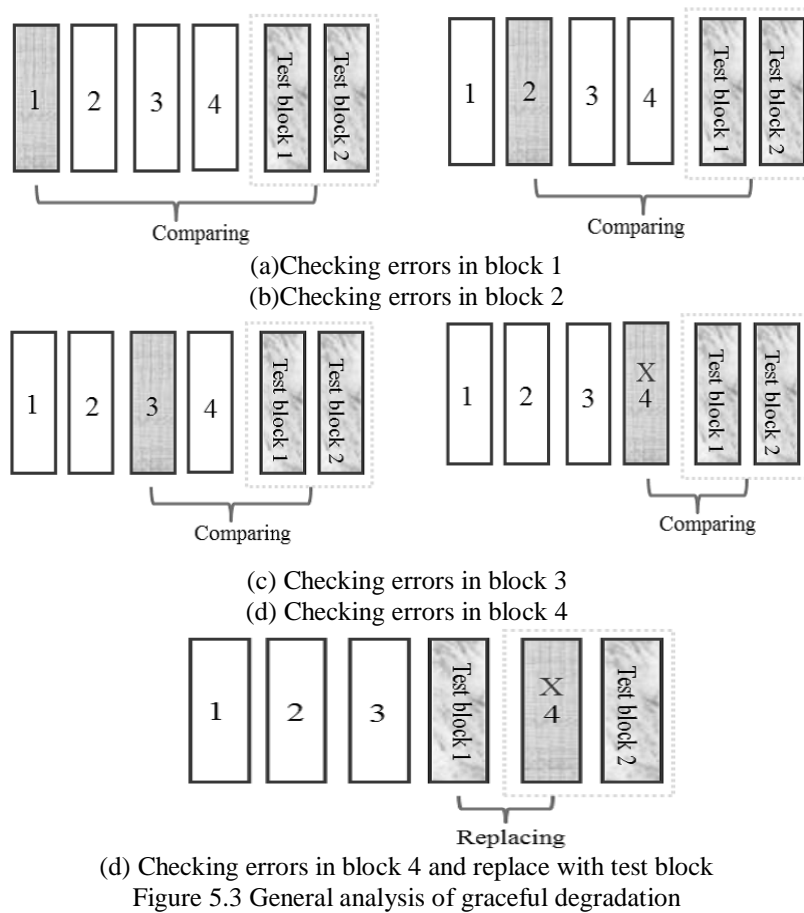 1 2 3 4 Test block 1 Test block 2
Comparing
1 2 3 4 Test block 1 Test block 2
Comparing
(a)Checking errors in block 1
(b)Checking errors in block 2
1 2 3 4 Test block 1 Test block 2
Comparing
1 2 3 X 4 Test block 1 Test block 2
Comparing
(c) Checking errors in block 3
(d) Checking errors in block 4
1 2 3 Test block 1 X 4 Test block 2
Replacing
(d) Checking errors in block 4 and replace with test block
Figure 5.3 General analysis of graceful degradation